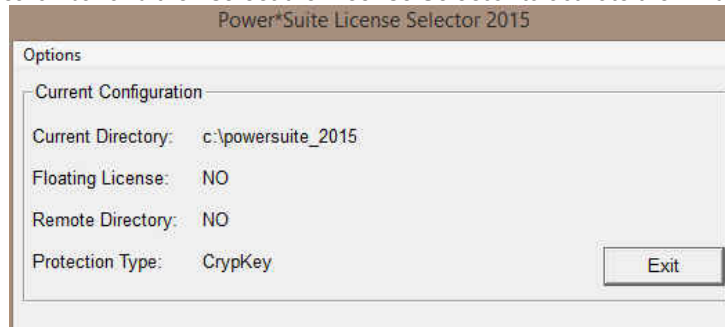 Power*Suite License Selector 2015
Options
Current Configuration
Current Directory: c:\powersuite_2015
Floating License: NO
Remote Directory: NO
Protection Type: CrypKey
Exit